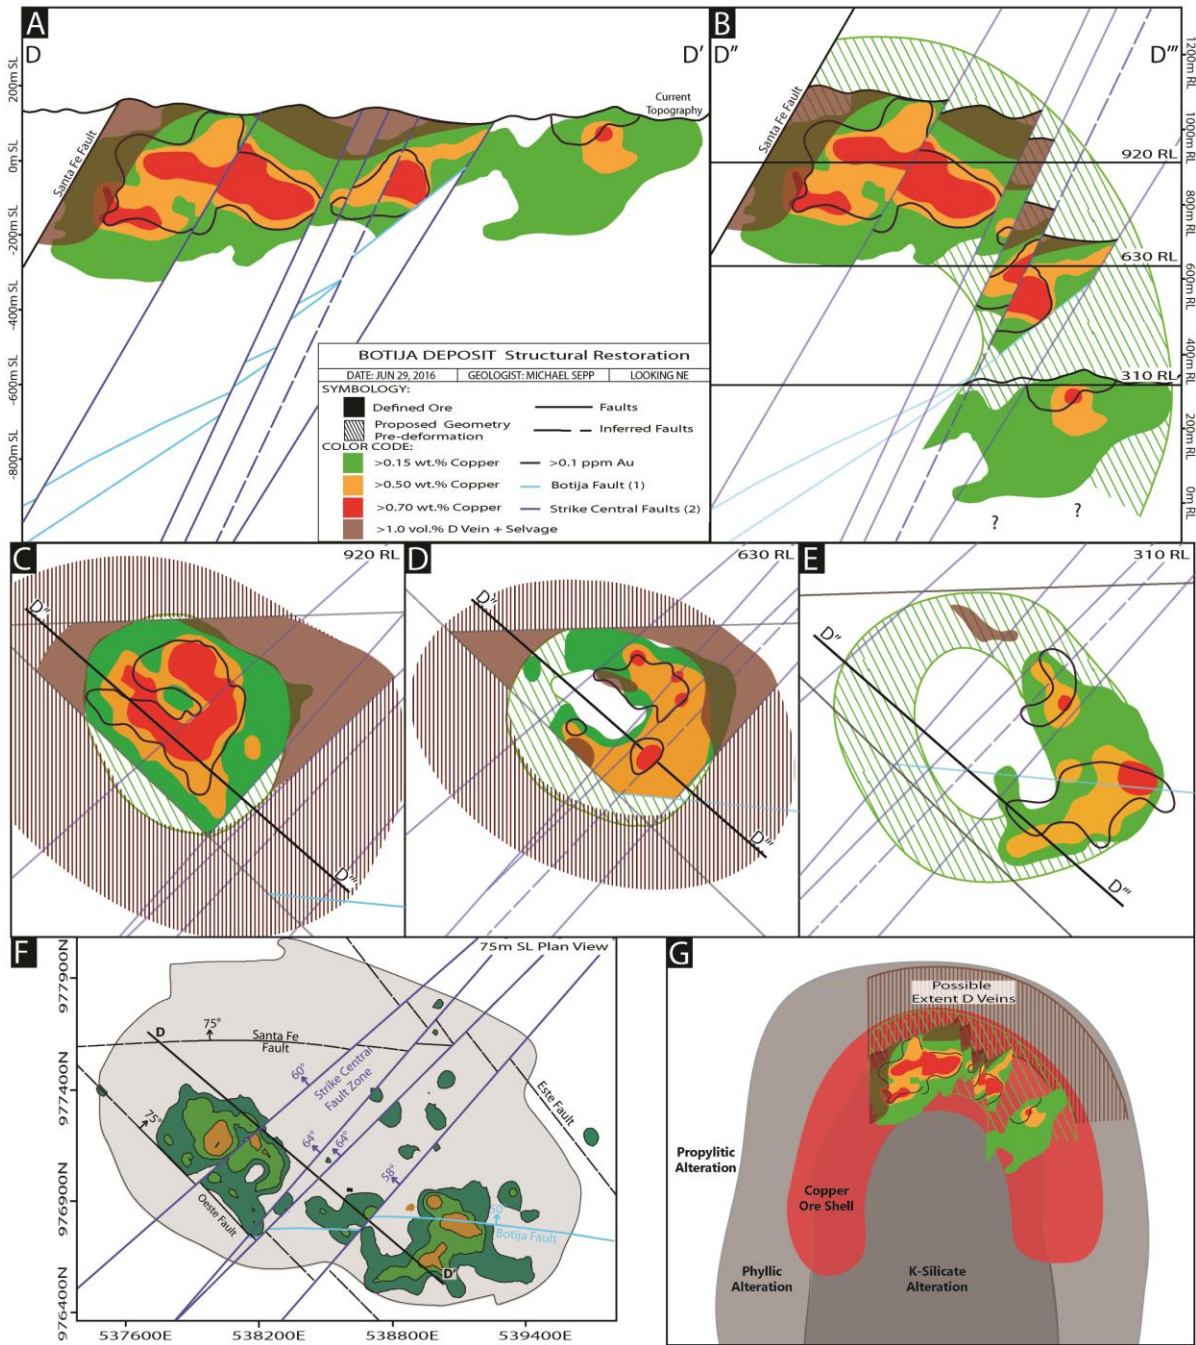 A
D
D'
200m SL
0m SL
-200m SL
-400m SL
-600m SL
-800m SL
Santa Fe Fault
Current
Topography
BOTIJA DEPOSIT Structural Restoration
DATE: JUN 29, 2016
GEOLOGIST: MICHAEL SEPP
LOOKING NE
SYMBOLOGY:
Defined Ore
Faults
Proposed Geometry
Pre-deformation
Inferred Faults
COLOR CODE:
>0.15 wt.% Copper
>0.1 ppm Au
>0.50 wt.% Copper
Botija Fault (1)
>0.70 wt.% Copper
Strike Central Faults (2)
>1.0 vol.% D Vein + Selvage
B
D''
D'''
Santa Fe Fault
920 RL
630 RL
310 RL
1200m RL
1000m RL
800m RL
600m RL
400m RL
200m RL
0m RL
?
?
C
920 RL
D''
D'''
D
630 RL
D''
D'''
E
310 RL
D''
D'''
F
75m SL Plan View
977900N
977400N
976900N
976400N
537600E
538200E
538800E
539400E
D
75°
Santa Fe
Fault
60°
Strike Central
Fault Zone
Este Fault
75°
64°
64°
58°
Oeste Fault
50°
Botija Fault
D'
G
Possible
Extent D Veins
Propylitic
Alteration
Copper
Ore Shell
Phyllic
Alteration
K-Silicate
Alteration